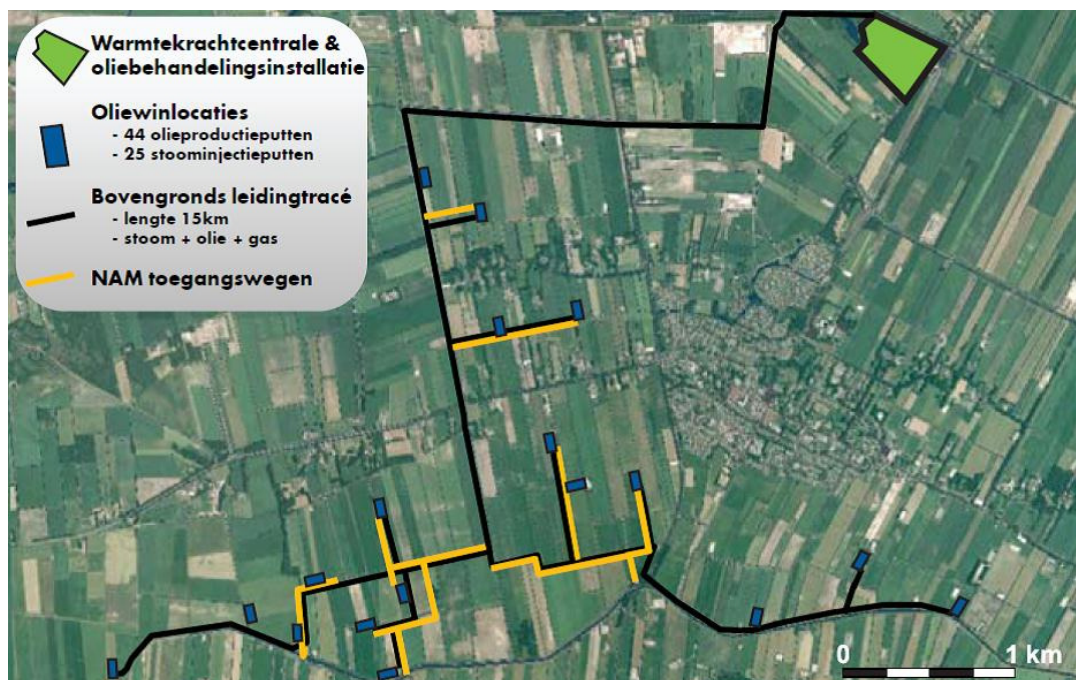 Warmtekrachtcentrale &
oliebehandelingsinstallatie
Oliewinlocaties
- 44 olieproductieputten
- 25 stoominjectieputten
Bovengronds leidingtracé
- lengte 15km
- stoom + olie + gas
NAM toegangswegen
0 1 km